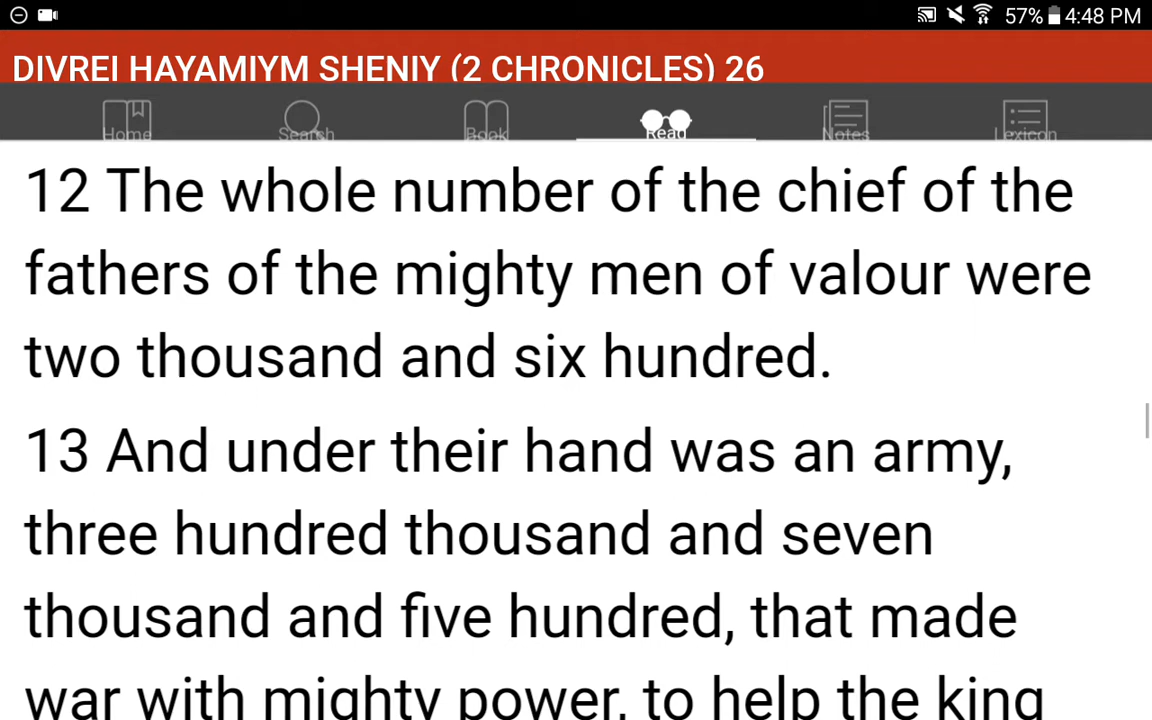 57% 4:48 PM
DIVREI HAYAMIYM SHENIY (2 CHRONICLES) 26
Home Search Book Read Notes Lexicon
12 The whole number of the chief of the
fathers of the mighty men of valour were
two thousand and six hundred.
13 And under their hand was an army,
three hundred thousand and seven
thousand and five hundred, that made
war with mighty power, to help the king